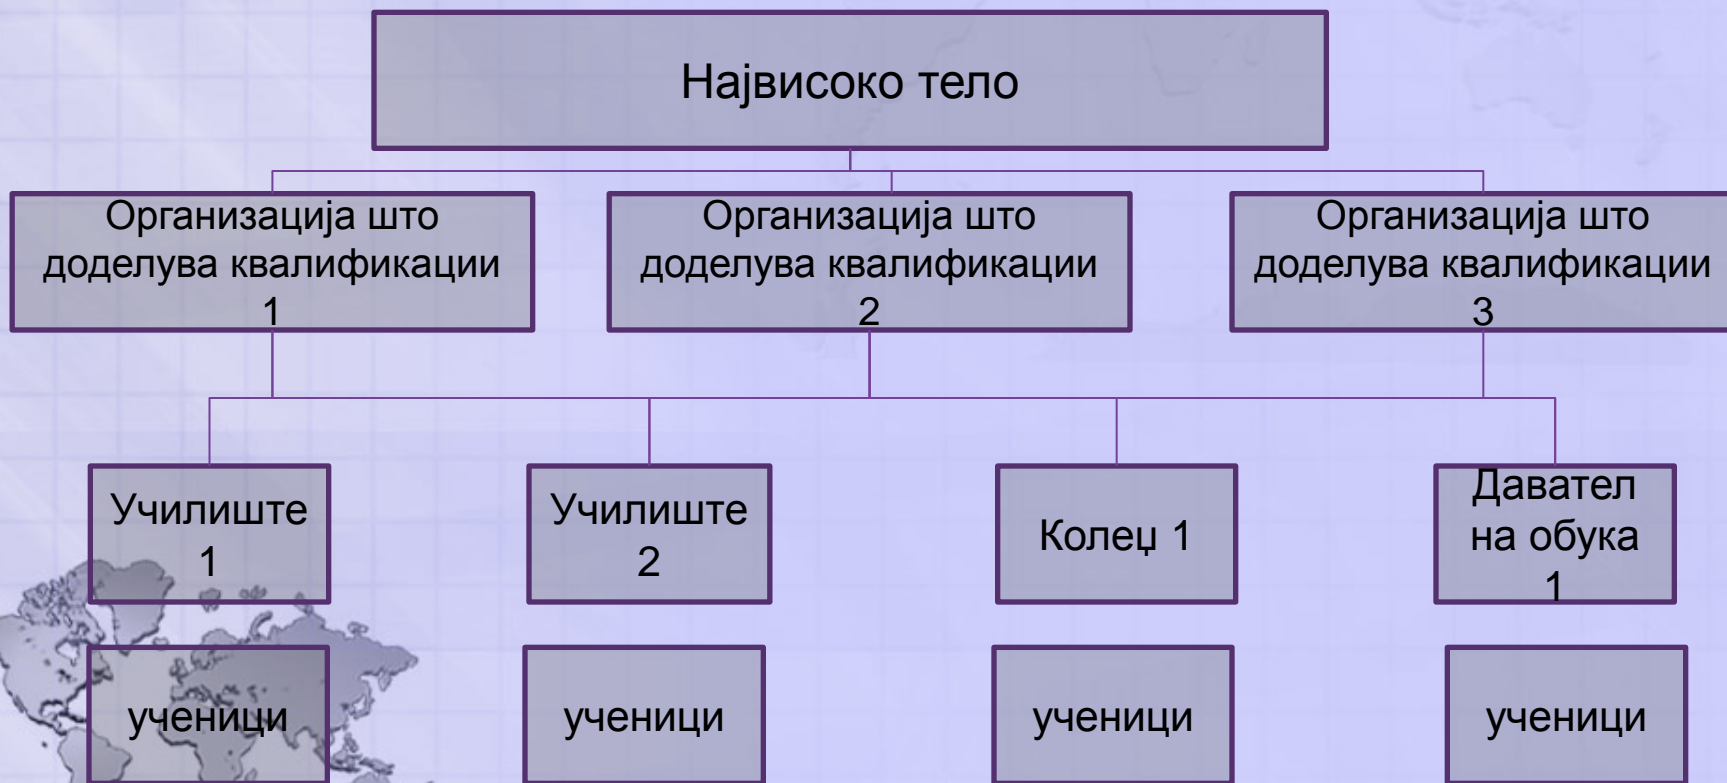 Највисоко тело
Организација што
доделува квалификации
1
Организација што
доделува квалификации
2
Организација што
доделува квалификации
3
Училиште
1
Училиште
2
Колеџ 1
Давател
на обука
1
ученици
ученици
ученици
ученици